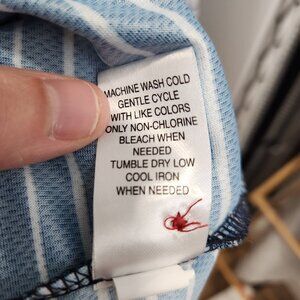 MACHINE WASH COLD
GENTLE CYCLE
WITH LIKE COLORS
ONLY NON-CHLORINE
BLEACH WHEN
NEEDED
TUMBLE DRY LOW
COOL IRON
WHEN NEEDED